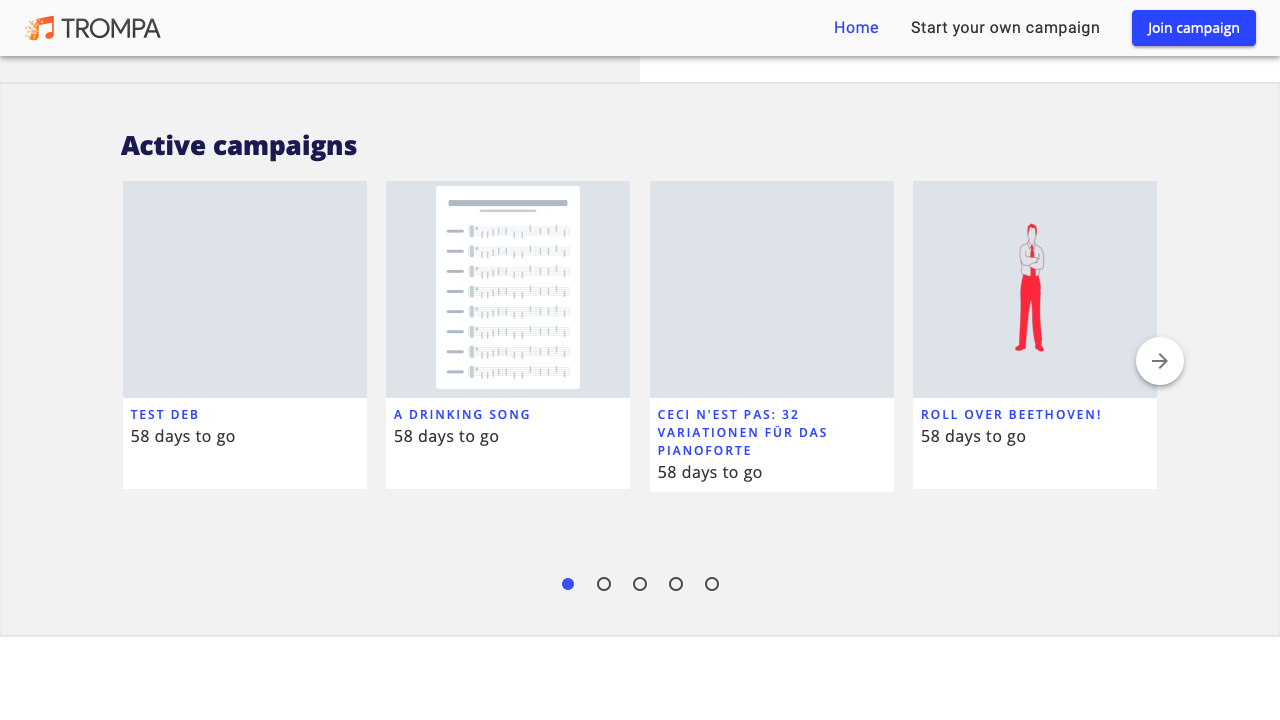 TROMPA
Home
Start your own campaign
Join campaign
Active campaigns
TEST DEB
58 days to go
A DRINKING SONG
58 days to go
CECI N'EST PAS: 32
VARIATIONEN FÜR DAS
PIANOFORTE
58 days to go
ROLL OVER BEETHOVEN!
58 days to go